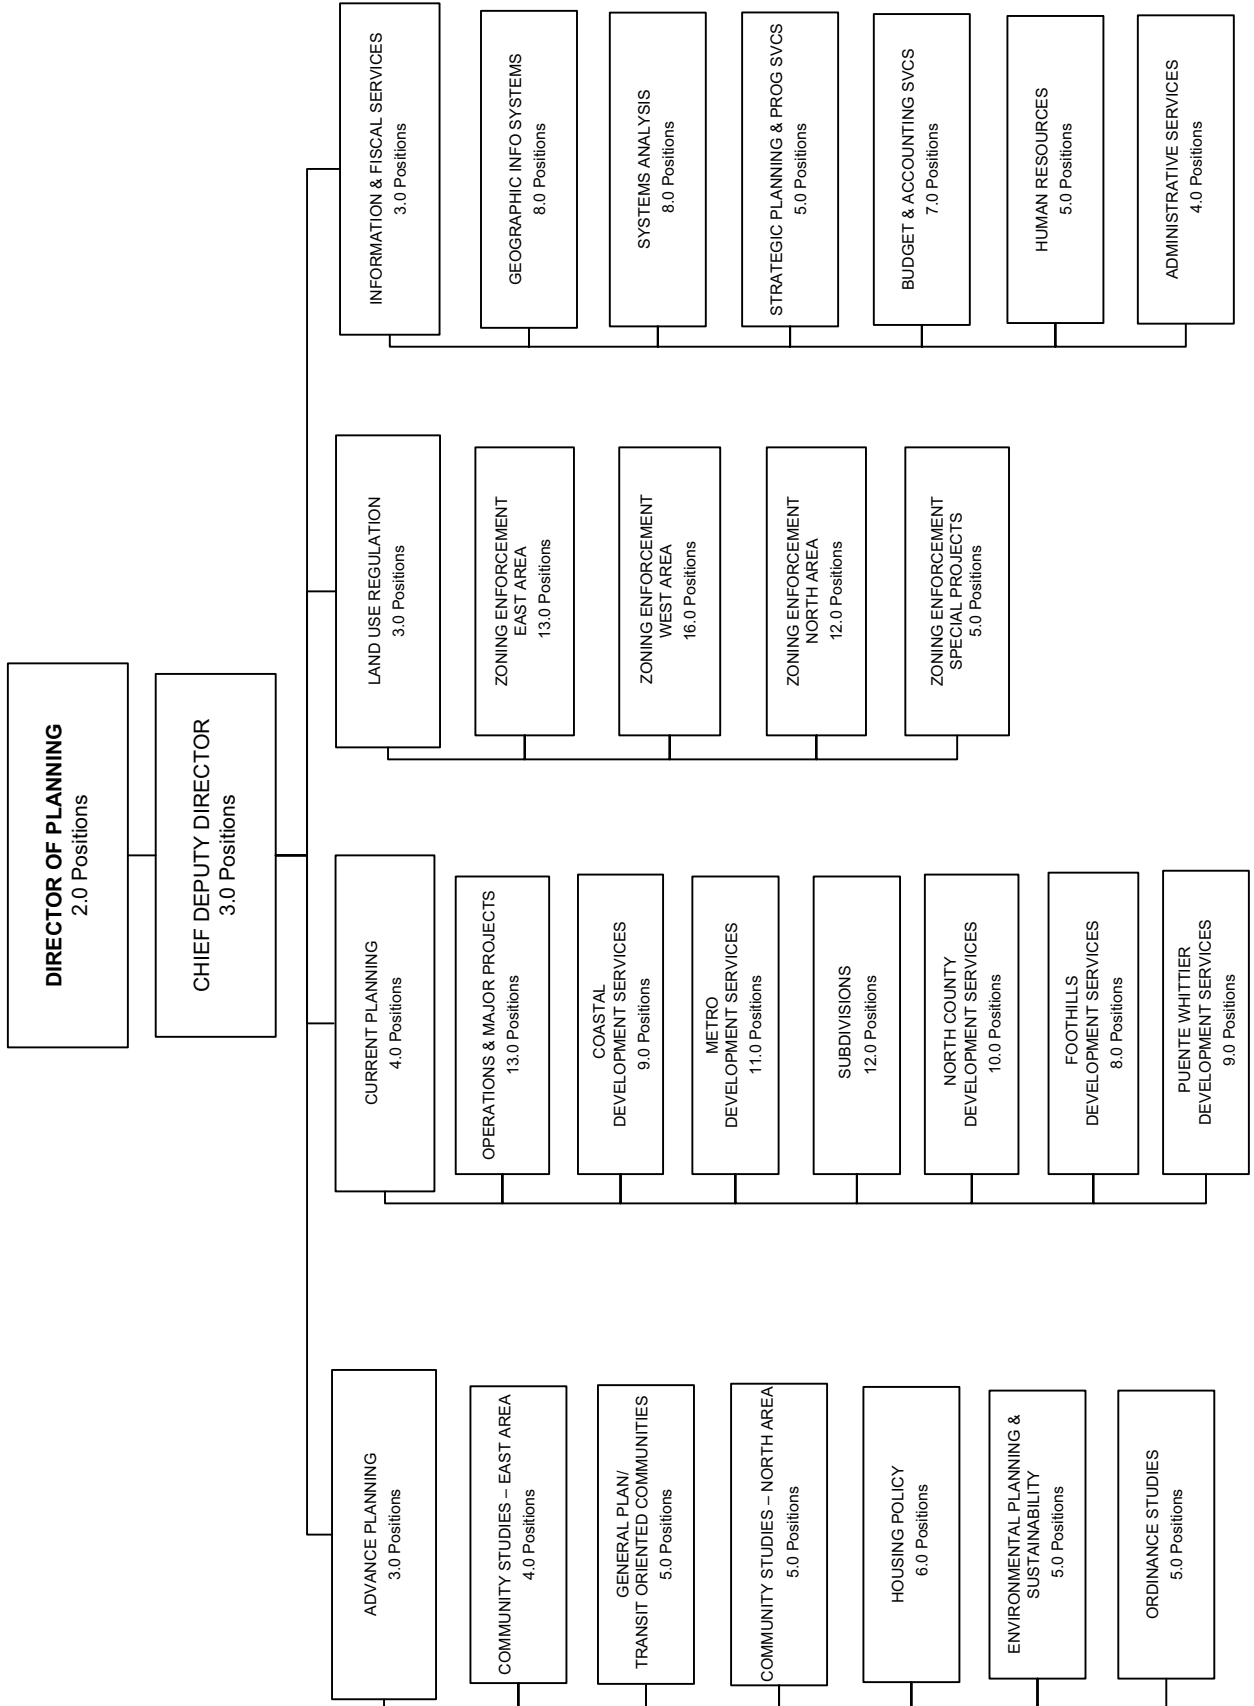 DIRECTOR OF PLANNING
2.0 Positions
CHIEF DEPUTY DIRECTOR
3.0 Positions
ADVANCE PLANNING
3.0 Positions
COMMUNITY STUDIES – EAST AREA
4.0 Positions
GENERAL PLAN/
TRANSIT ORIENTED COMMUNITIES
5.0 Positions
COMMUNITY STUDIES – NORTH AREA
5.0 Positions
HOUSING POLICY
6.0 Positions
ENVIRONMENTAL PLANNING &
SUSTAINABILITY
5.0 Positions
ORDINANCE STUDIES
5.0 Positions
CURRENT PLANNING
4.0 Positions
OPERATIONS & MAJOR PROJECTS
13.0 Positions
COASTAL
DEVELOPMENT SERVICES
9.0 Positions
METRO
DEVELOPMENT SERVICES
11.0 Positions
SUBDIVISIONS
12.0 Positions
NORTH COUNTY
DEVELOPMENT SERVICES
10.0 Positions
FOOTHILLS
DEVELOPMENT SERVICES
8.0 Positions
PUENTE WHITTIER
DEVELOPMENT SERVICES
9.0 Positions
LAND USE REGULATION
3.0 Positions
ZONING ENFORCEMENT
EAST AREA
13.0 Positions
ZONING ENFORCEMENT
WEST AREA
16.0 Positions
ZONING ENFORCEMENT
NORTH AREA
12.0 Positions
ZONING ENFORCEMENT
SPECIAL PROJECTS
5.0 Positions
INFORMATION & FISCAL SERVICES
3.0 Positions
GEOGRAPHIC INFO SYSTEMS
8.0 Positions
SYSTEMS ANALYSIS
8.0 Positions
STRATEGIC PLANNING & PROG SVCS
5.0 Positions
BUDGET & ACCOUNTING SVCS
7.0 Positions
HUMAN RESOURCES
5.0 Positions
ADMINISTRATIVE SERVICES
4.0 Positions